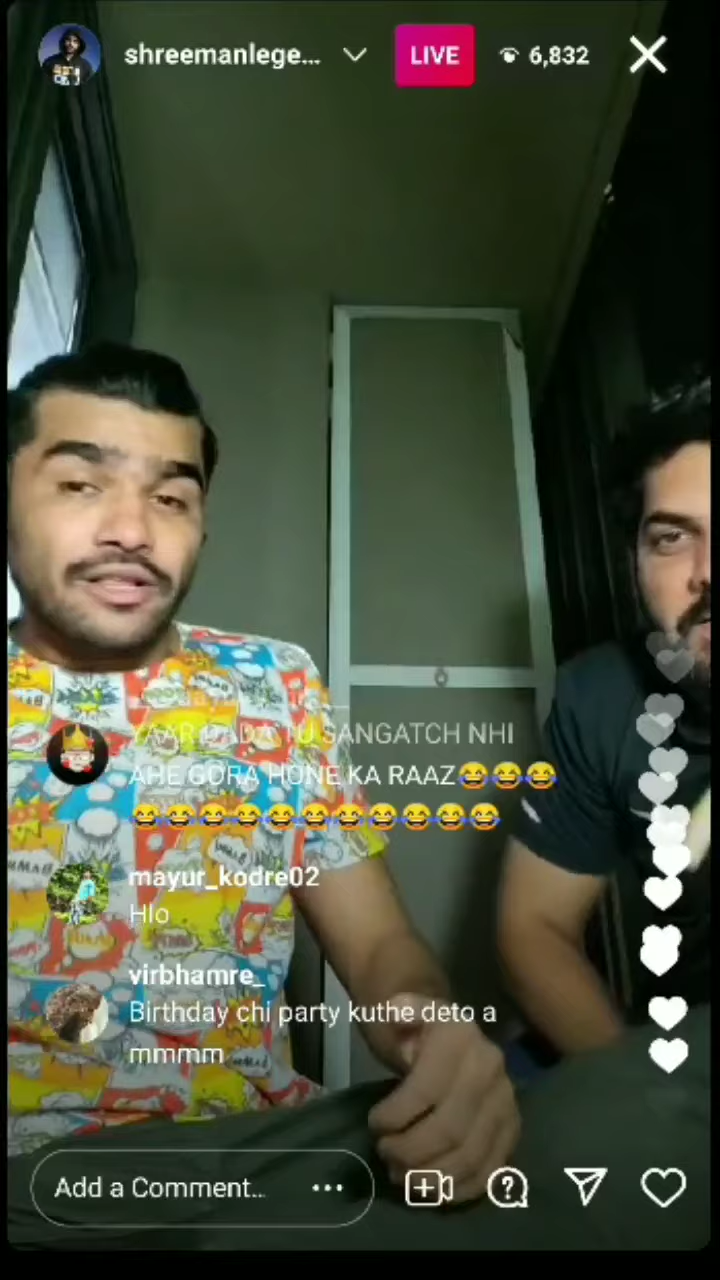 shreemanlege...
LIVE
6,832
YAAR DADA TU SANGATCH NHI
AHE GORA HONE KA RAAZ😂😂😂
😂😂😂😂😂😂😂😂😂😂😂
mayur_kodre02
Hlo
virbhamre_
Birthday chi party kuthe deto a
mmmm
Add a Comment...